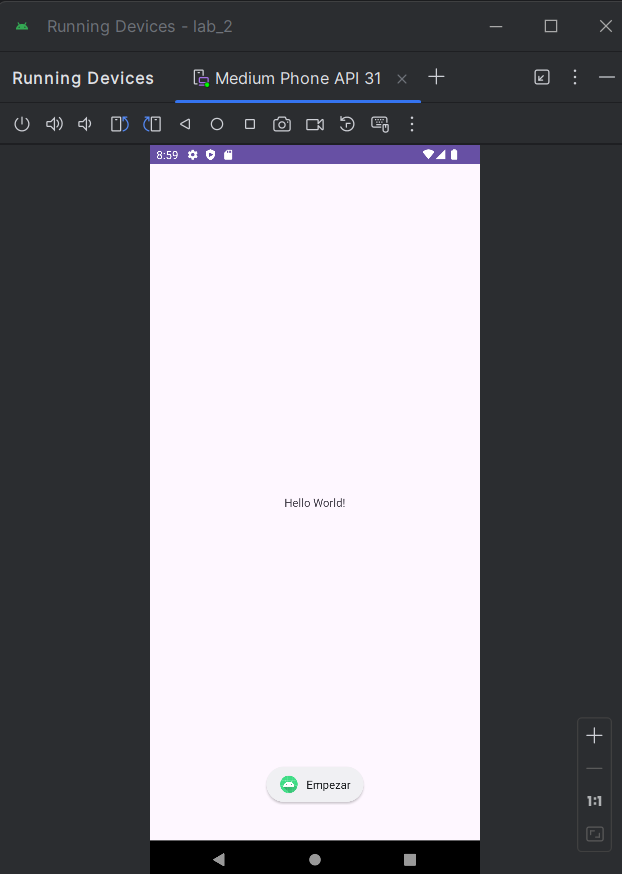 Running Devices - lab_2
Running Devices
Medium Phone API 31
8:59
Hello World!
Empezar
1:1